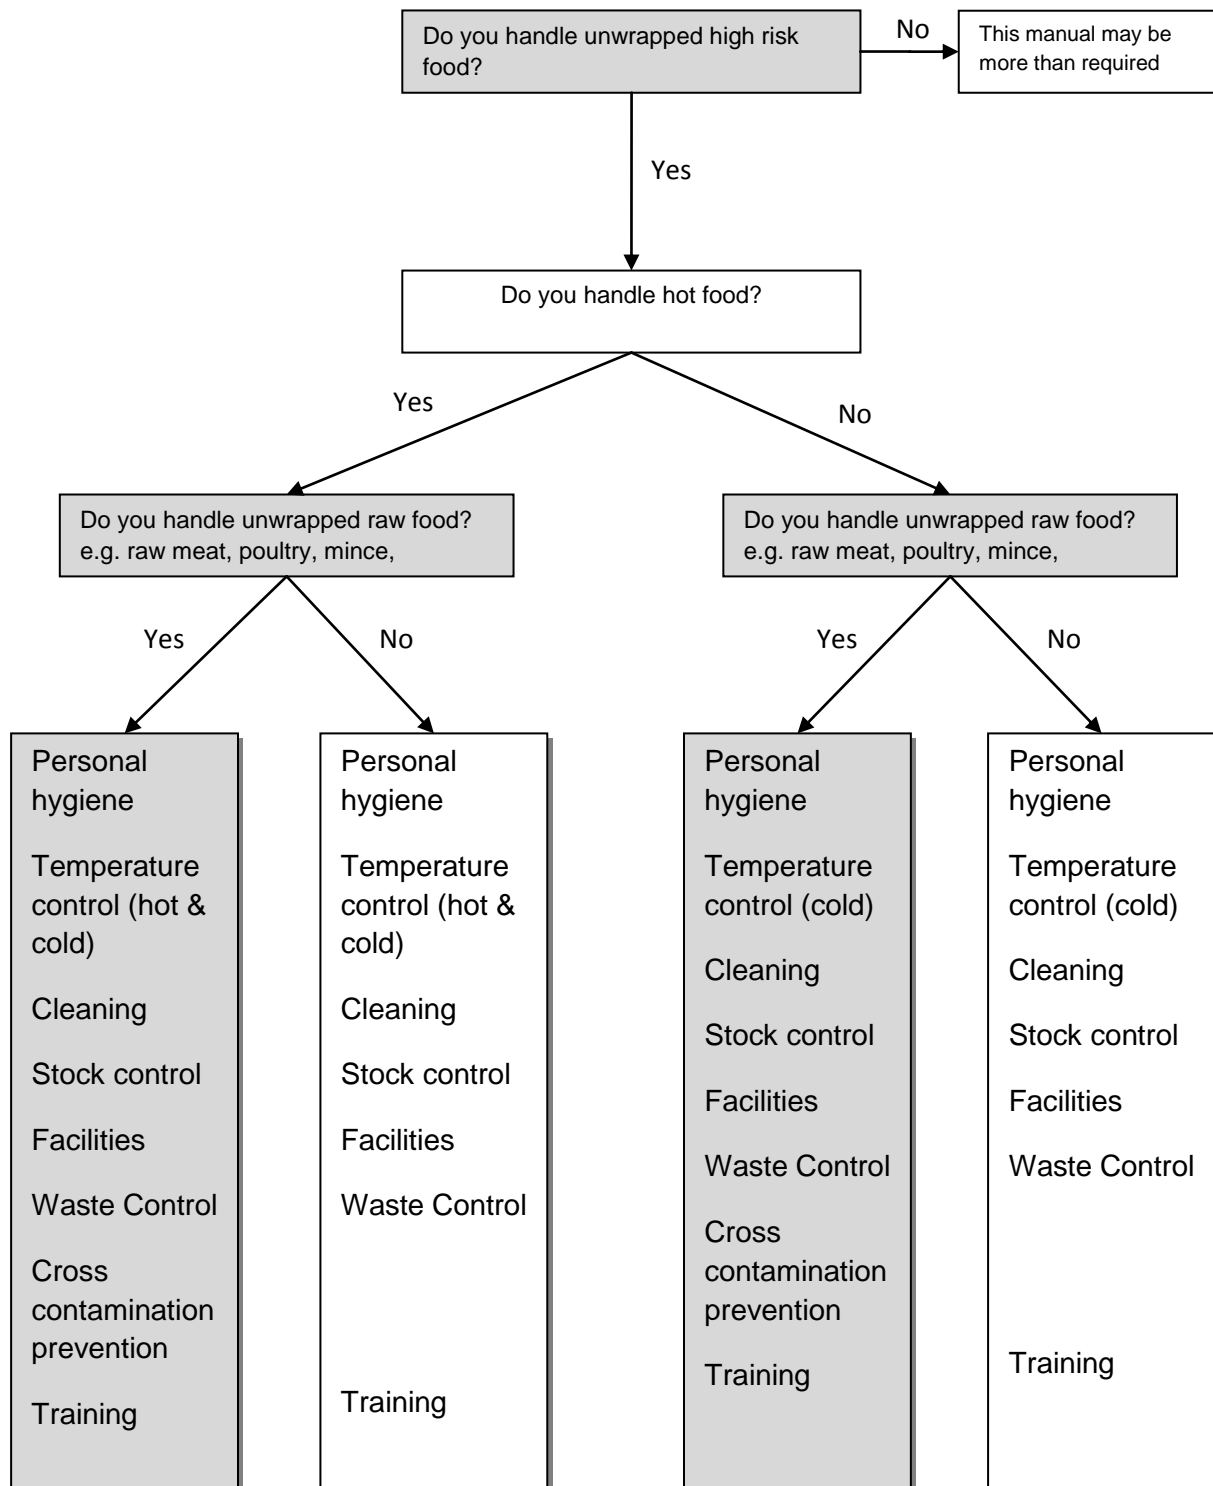 Do you handle unwrapped high risk
food?
No
This manual may be
more than required
Yes
Do you handle hot food?
Yes
No
Do you handle unwrapped raw food?
e.g. raw meat, poultry, mince,
Do you handle unwrapped raw food?
e.g. raw meat, poultry, mince,
Yes
No
Yes
No
Personal
hygiene
Temperature
control (hot &
cold)
Cleaning
Stock control
Facilities
Waste Control
Cross
contamination
prevention
Training
Personal
hygiene
Temperature
control (hot &
cold)
Cleaning
Stock control
Facilities
Waste Control
Training
Personal
hygiene
Temperature
control (cold)
Cleaning
Stock control
Facilities
Waste Control
Cross
contamination
prevention
Training
Personal
hygiene
Temperature
control (cold)
Cleaning
Stock control
Facilities
Waste Control
Training